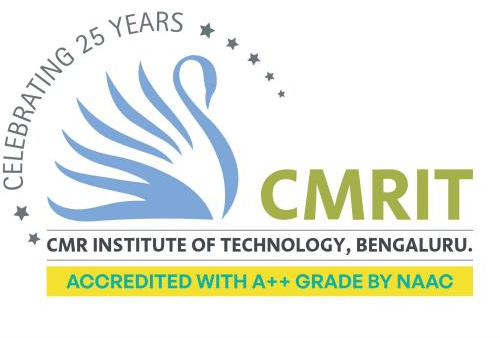 CELEBRATING 25 YEARS
CMRIT
CMR INSTITUTE OF TECHNOLOGY, BENGALURU.
ACCREDITED WITH A++ GRADE BY NAAC